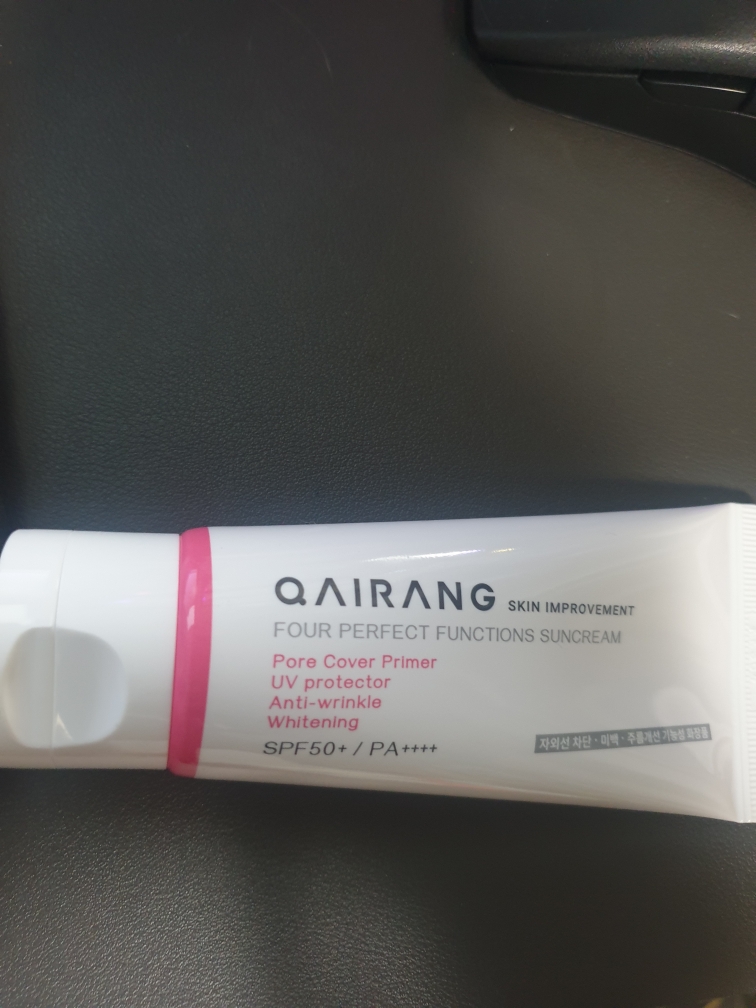 QAIRANG SKIN IMPROVEMENT
FOUR PERFECT FUNCTIONS SUNCREAM
Pore Cover Primer
UV protector
Anti-wrinkle
Whitening
SPF50+ / PA++++
자외선 차단 · 미백 · 주름개선 기능성 화장품